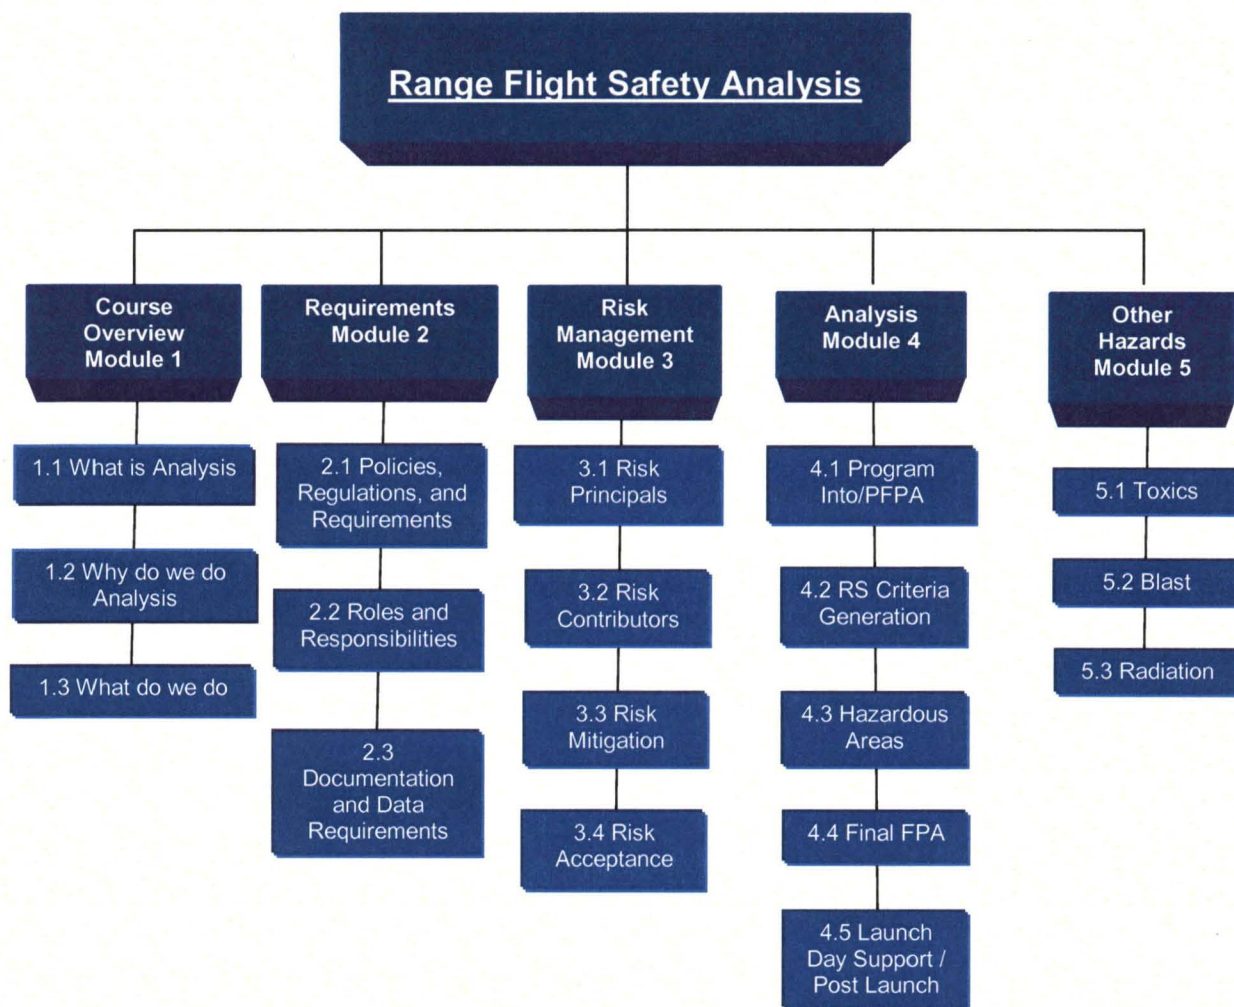 Range Flight Safety Analysis
Course
Overview
Module 1
1.1 What is Analysis
1.2 Why do we do
Analysis
1.3 What do we do
Requirements
Module 2
2.1 Policies,
Regulations, and
Requirements
2.2 Roles and
Responsibilities
2.3
Documentation
and Data
Requirements
Risk
Management
Module 3
3.1 Risk
Principals
3.2 Risk
Contributors
3.3 Risk
Mitigation
3.4 Risk
Acceptance
Analysis
Module 4
4.1 Program
Into/PFPA
4.2 RS Criteria
Generation
4.3 Hazardous
Areas
4.4 Final FPA
4.5 Launch
Day Support /
Post Launch
Other
Hazards
Module 5
5.1 Toxics
5.2 Blast
5.3 Radiation